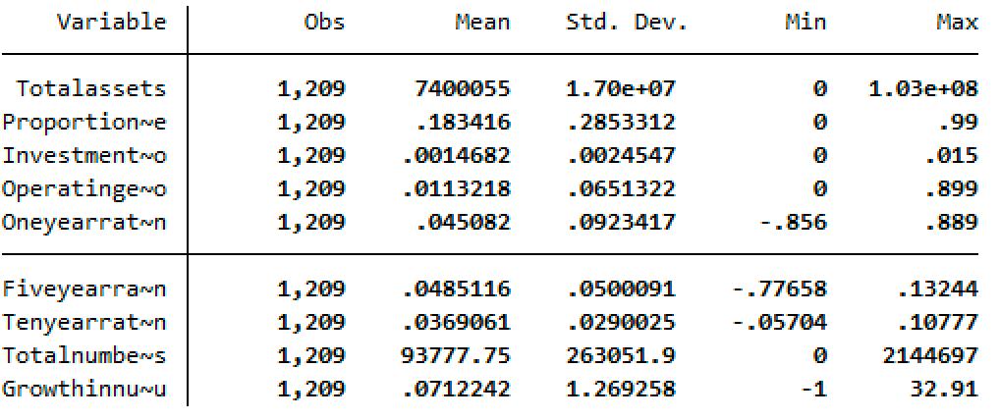 Variable Obs Mean Std. Dev. Min Max
Totalassets 1,209 7400055 1.70e+07 0 1.03e+08
Proportion~e 1,209 .183416 .2853312 0 .99
Investment~o 1,209 .0014682 .0024547 0 .015
Operatinge~o 1,209 .0113218 .0651322 0 .899
Oneyearrat~n 1,209 .045082 .0923417 -.856 .889
Fiveyearra~n 1,209 .0485116 .0500091 -.77658 .13244
Tenyearrat~n 1,209 .0369061 .0290025 -.05704 .10777
Totalnumbe~s 1,209 93777.75 263051.9 0 2144697
Growthinnu~u 1,209 .0712242 1.269258 -1 32.91